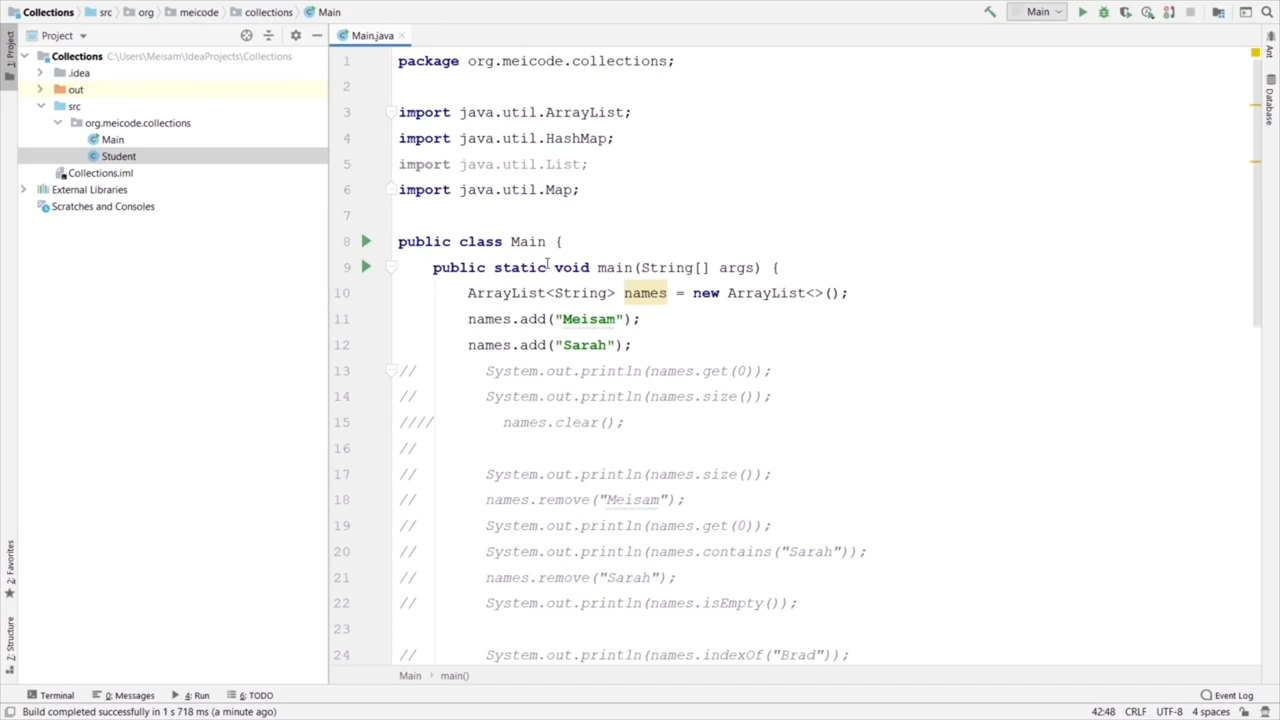 Collections
src
org
meicode
collections
Main
Main
Project
Main.java
1: Project
Collections C:\Users\Meisam\IdeaProjects\Collections
.idea
out
src
org.meicode.collections
Main
Student
Collections.iml
External Libraries
Scratches and Consoles
1 package org.meicode.collections;
2
3 import java.util.ArrayList;
4 import java.util.HashMap;
5 import java.util.List;
6 import java.util.Map;
7
8 public class Main {
9 public static void main(String[] args) {
10 ArrayList<String> names = new ArrayList<>();
11 names.add("Meisam");
12 names.add("Sarah");
13 // System.out.println(names.get(0));
14 // System.out.println(names.size());
15 //// names.clear();
16 //
17 // System.out.println(names.size());
18 // names.remove("Meisam");
19 // System.out.println(names.get(0));
20 // System.out.println(names.contains("Sarah"));
21 // names.remove("Sarah");
22 // System.out.println(names.isEmpty());
23
24 // System.out.println(names.indexOf("Brad"));
Main
main()
Ant
Database
2: Favorites
7: Structure
Terminal
0: Messages
4: Run
6: TODO
Event Log
Build completed successfully in 1 s 718 ms (a minute ago)
42:48
CRLF
UTF-8
4 spaces